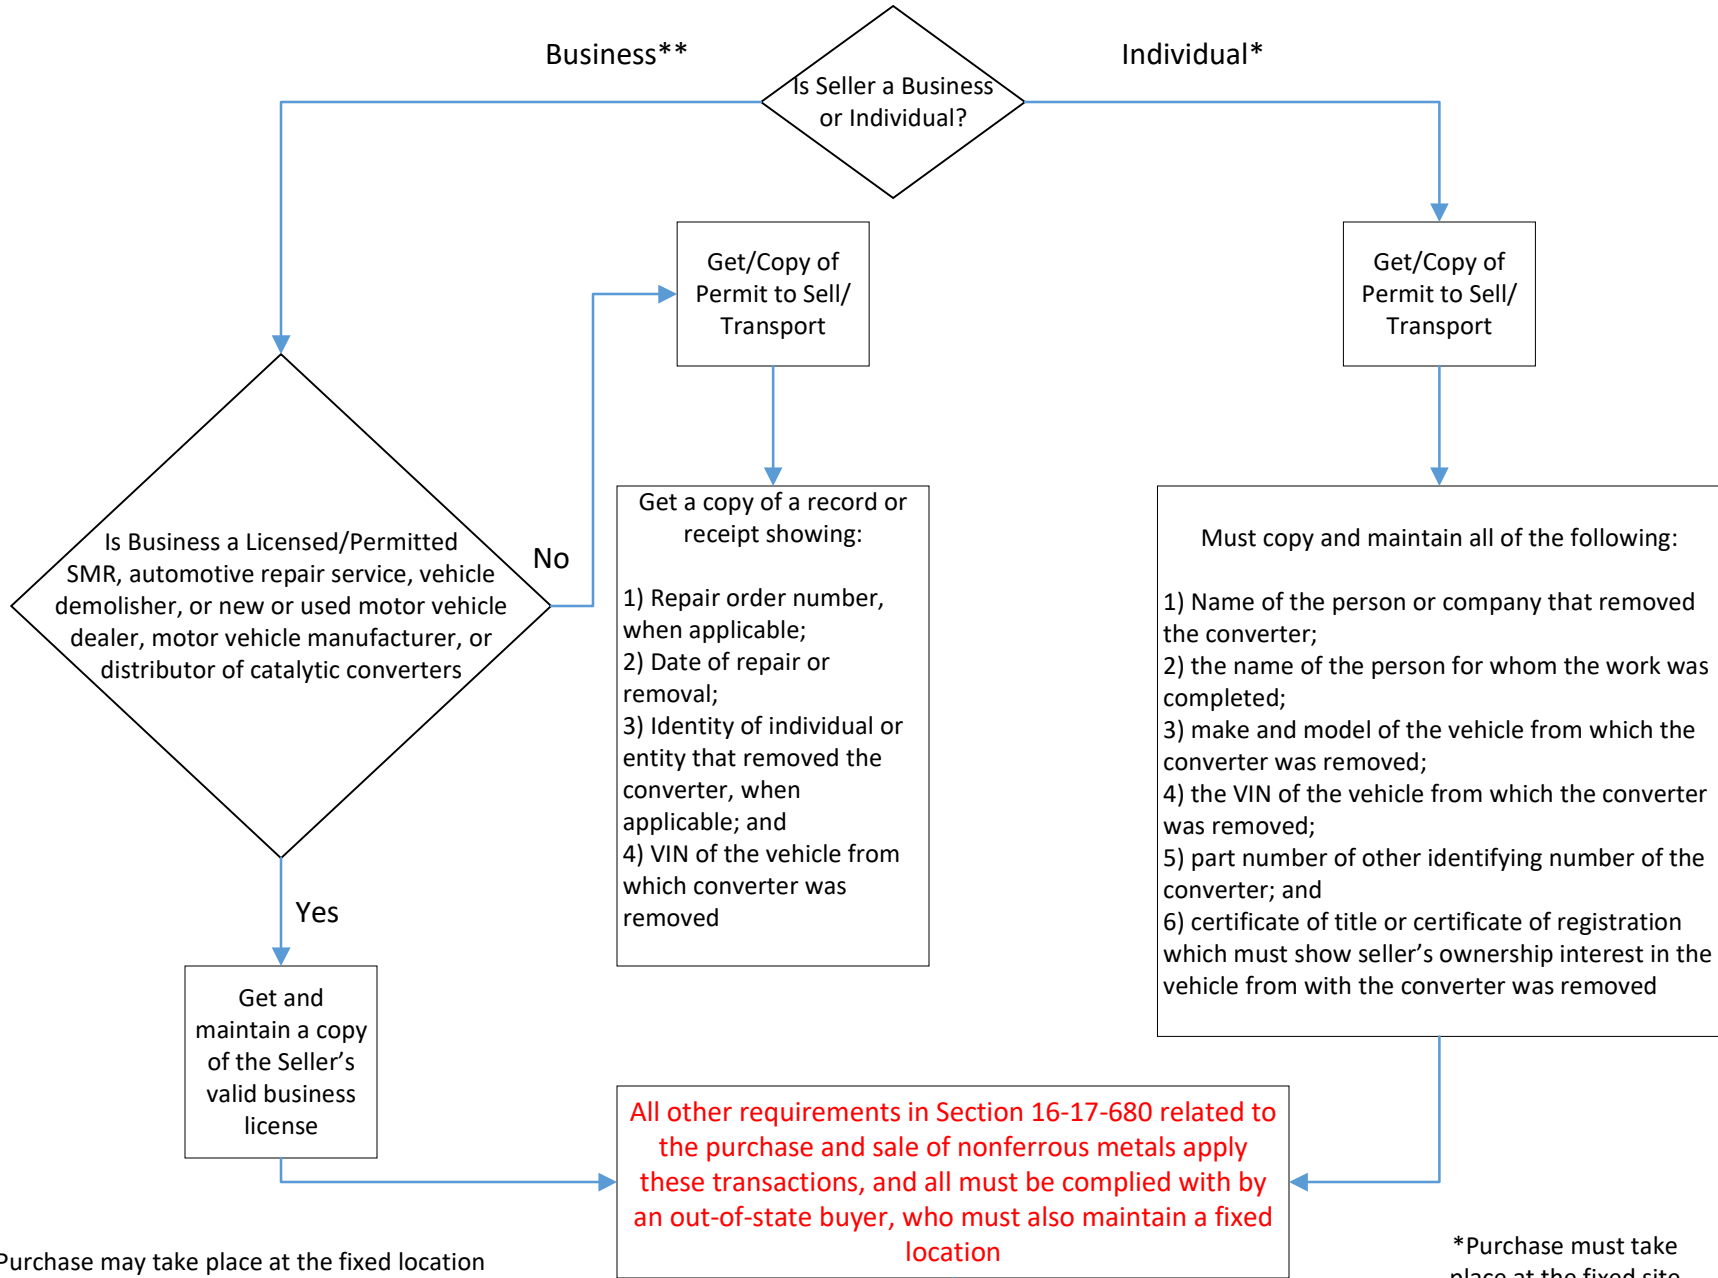 Business**
Individual*
Is Seller a Business
or Individual?
Get/Copy of
Permit to Sell/
Transport
Get/Copy of
Permit to Sell/
Transport
Is Business a Licensed/Permitted
SMR, automotive repair service, vehicle
demolisher, or new or used motor vehicle
dealer, motor vehicle manufacturer, or
distributor of catalytic converters
No
Yes
Get a copy of a record or
receipt showing:
1) Repair order number,
when applicable;
2) Date of repair or
removal;
3) Identity of individual or
entity that removed the
converter, when
applicable; and
4) VIN of the vehicle from
which converter was
removed
Must copy and maintain all of the following:
1) Name of the person or company that removed
the converter;
2) the name of the person for whom the work was
completed;
3) make and model of the vehicle from which the
converter was removed;
4) the VIN of the vehicle from which the converter
was removed;
5) part number of other identifying number of the
converter; and
6) certificate of title or certificate of registration
which must show seller’s ownership interest in the
vehicle from with the converter was removed
Get and
maintain a copy
of the Seller’s
valid business
license
All other requirements in Section 16-17-680 related to
the purchase and sale of nonferrous metals apply
these transactions, and all must be complied with by
an out-of-state buyer, who must also maintain a fixed
location
Purchase may take place at the fixed location
*Purchase must take
place at the fixed site